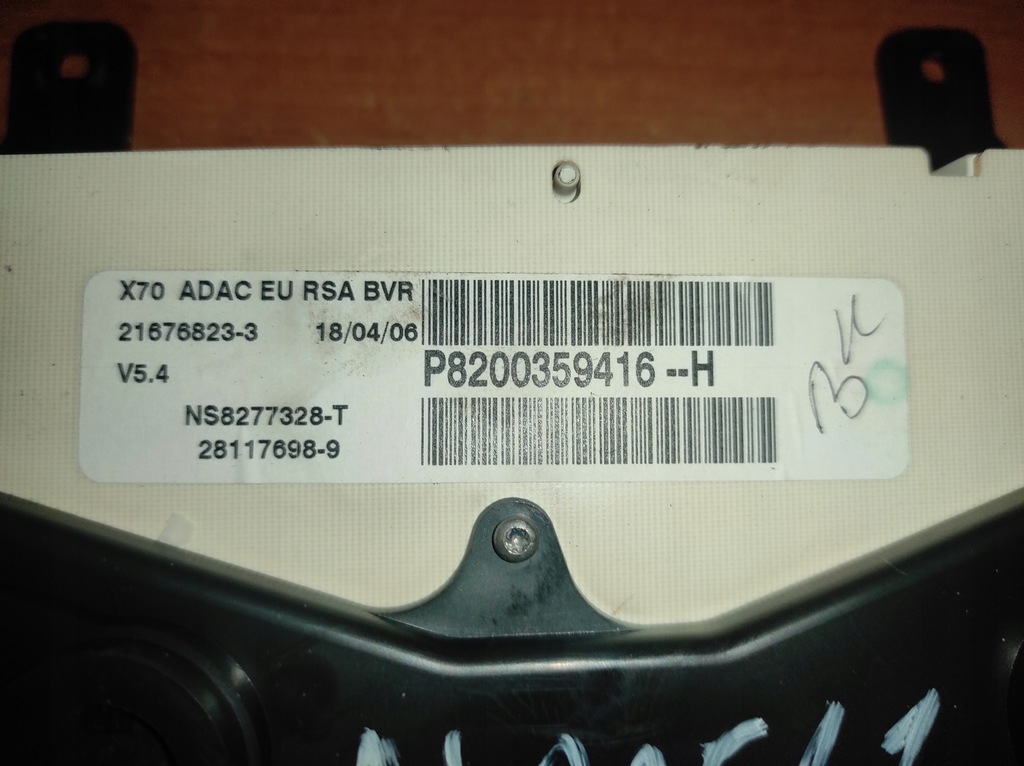 X70 ADAC EU RSA BVR
21676823-3 18/04/06
V5.4
P8200359416--H
NS8277328-T
28117698-9